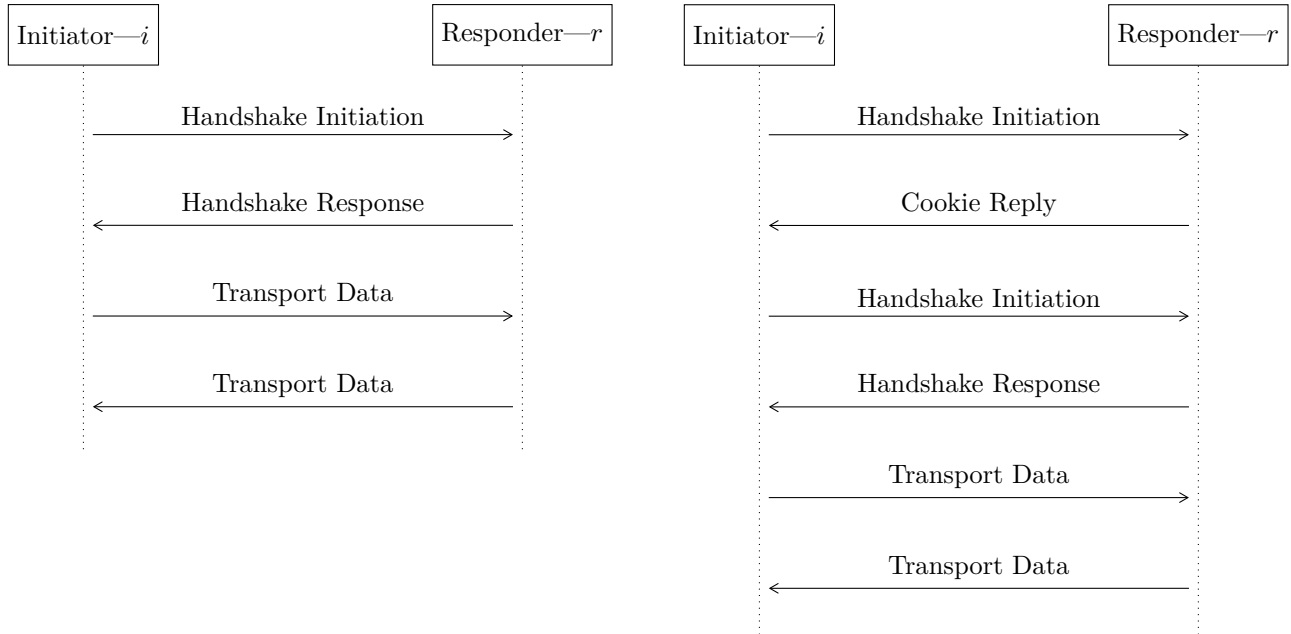 Initiator—i
Responder—r
Handshake Initiation
Handshake Response
Transport Data
Transport Data
Initiator—i
Responder—r
Handshake Initiation
Cookie Reply
Handshake Initiation
Handshake Response
Transport Data
Transport Data